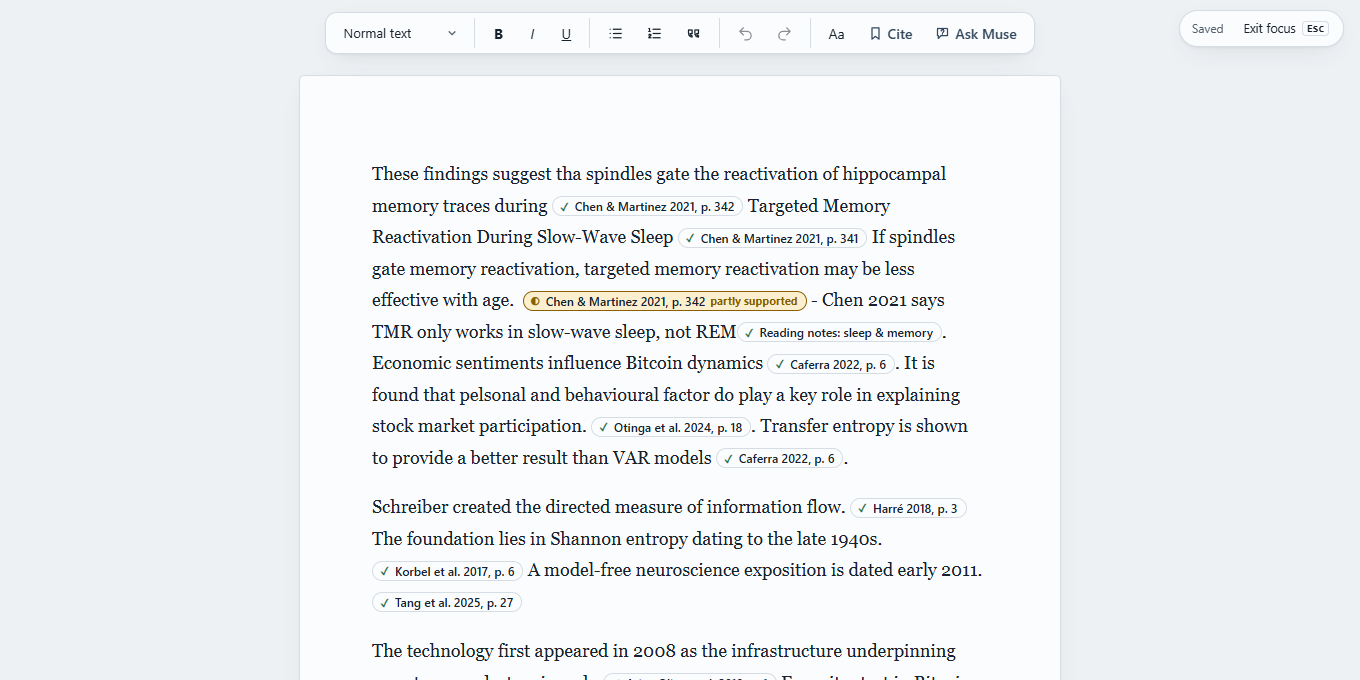 Normal text B I U Aa Cite Ask Muse Saved Exit focus Esc
These findings suggest tha spindles gate the reactivation of hippocampal
memory traces during ✓ Chen & Martinez 2021, p. 342 Targeted Memory
Reactivation During Slow-Wave Sleep ✓ Chen & Martinez 2021, p. 341 If spindles
gate memory reactivation, targeted memory reactivation may be less
effective with age. Chen & Martinez 2021, p. 342 partly supported - Chen 2021 says
TMR only works in slow-wave sleep, not REM ✓ Reading notes: sleep & memory .
Economic sentiments influence Bitcoin dynamics ✓ Caferra 2022, p. 6 . It is
found that pelsonal and behavioural factor do play a key role in explaining
stock market participation. ✓ Otinga et al. 2024, p. 18 . Transfer entropy is shown
to provide a better result than VAR models ✓ Caferra 2022, p. 6 .
Schreiber created the directed measure of information flow. ✓ Harré 2018, p. 3
The foundation lies in Shannon entropy dating to the late 1940s.
✓ Korbel et al. 2017, p. 6 A model-free neuroscience exposition is dated early 2011.
✓ Tang et al. 2025, p. 27
The technology first appeared in 2008 as the infrastructure underpinning